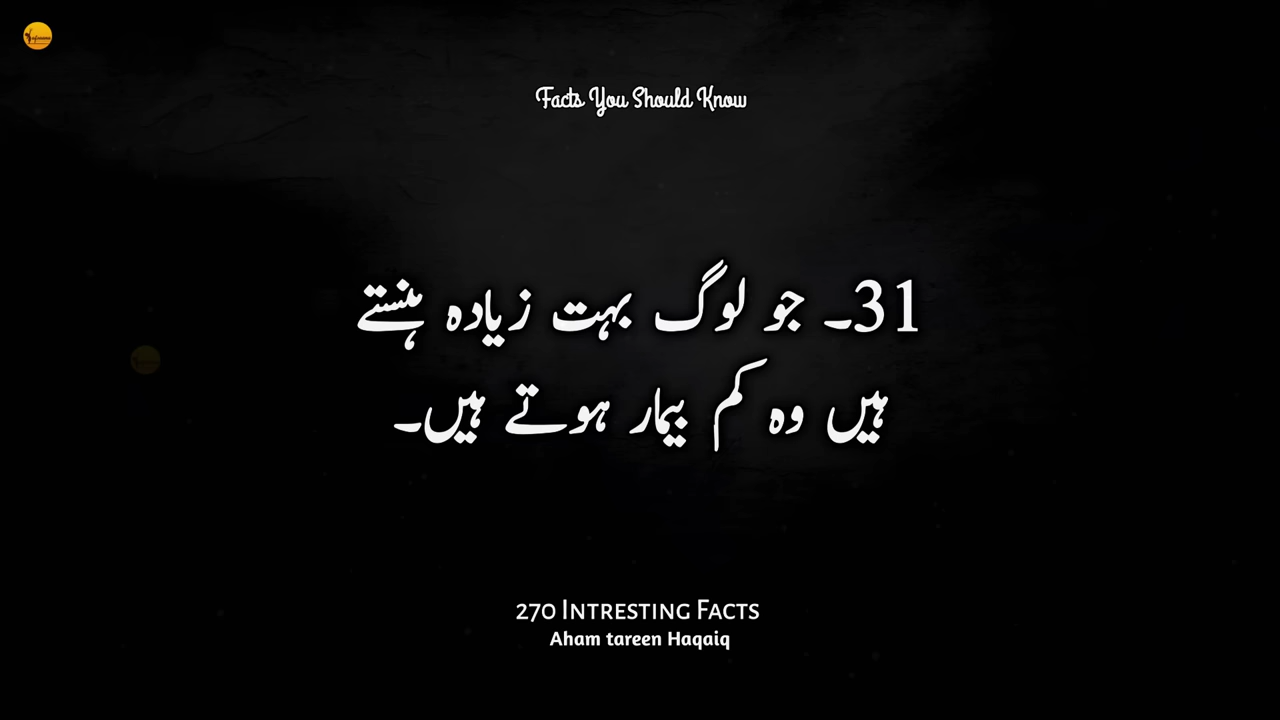 Facts You Should Know
31۔ جو لوگ بہت زیادہ ہنستے
ہیں وہ کم بیمار ہوتے ہیں۔
270 Intresting Facts
Aham tareen Haqaiq